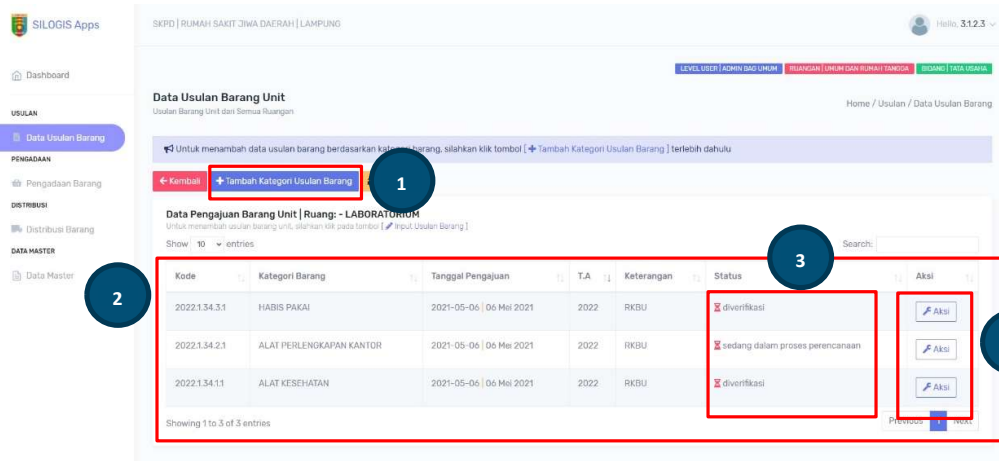 SILOGIS Apps
SKPD | RUMAH SAKIT JIWA DAERAH | LAMPUNG
Hello, 3.1.2.3
Dashboard
USULAN
Data Usulan Barang
PENGADAAN
Pengadaan Barang
DISTRIBUSI
Distribusi Barang
DATA MASTER
Data Master
LEVEL USER | ADMIN BAG UMUM
RUANGAN | UMUM DAN RUMAH TANGGA
BIDANG | TATA USAHA
Data Usulan Barang Unit
Usulan Barang Unit dari Semua Ruangan
Home / Usulan / Data Usulan Barang
Untuk menambah data usulan barang berdasarkan kategori barang, silahkan klik tombol [ + Tambah Kategori Usulan Barang ] terlebih dahulu
Kembali
+ Tambah Kategori Usulan Barang
1
Data Pengajuan Barang Unit | Ruang: - LABORATORIUM
Untuk menambah usulan barang unit, silahkan klik pada tombol [ Input Usulan Barang ]
Show 10 entries
Search:
3
2
Kode Kategori Barang Tanggal Pengajuan T.A Keterangan Status Aksi
2022.1.34.3.1 HABIS PAKAI 2021-05-06 | 06 Mei 2021 2022 RKBU diverifikasi Aksi
2022.1.34.2.1 ALAT PERLENGKAPAN KANTOR 2021-05-06 | 06 Mei 2021 2022 RKBU sedang dalam proses perencanaan Aksi
2022.1.34.1.1 ALAT KESEHATAN 2021-05-06 | 06 Mei 2021 2022 RKBU diverifikasi Aksi
Showing 1 to 3 of 3 entries
Previous 1 Next